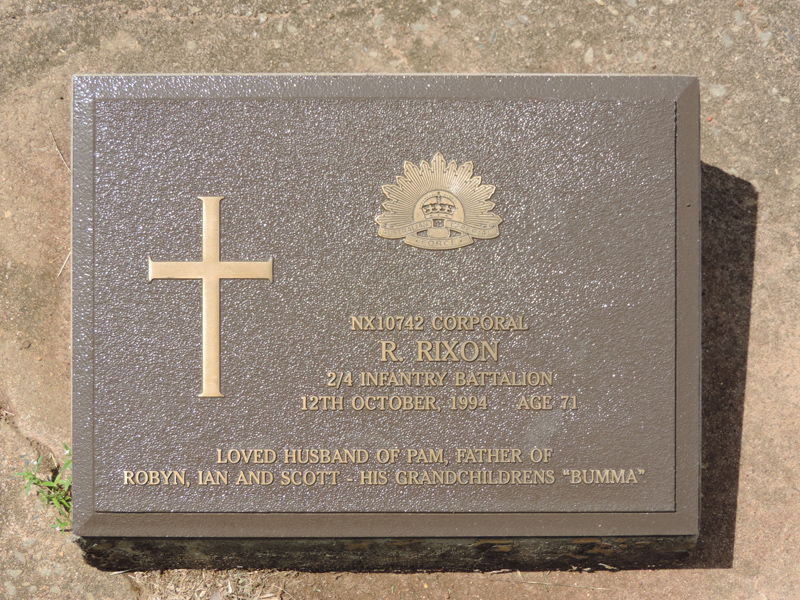 NX10742 CORPORAL
R. RIXON
2/4 INFANTRY BATTALION
12TH OCTOBER, 1994 AGE 71
LOVED HUSBAND OF PAM, FATHER OF
ROBYN, IAN AND SCOTT - HIS GRANDCHILDRENS "BUMMA"